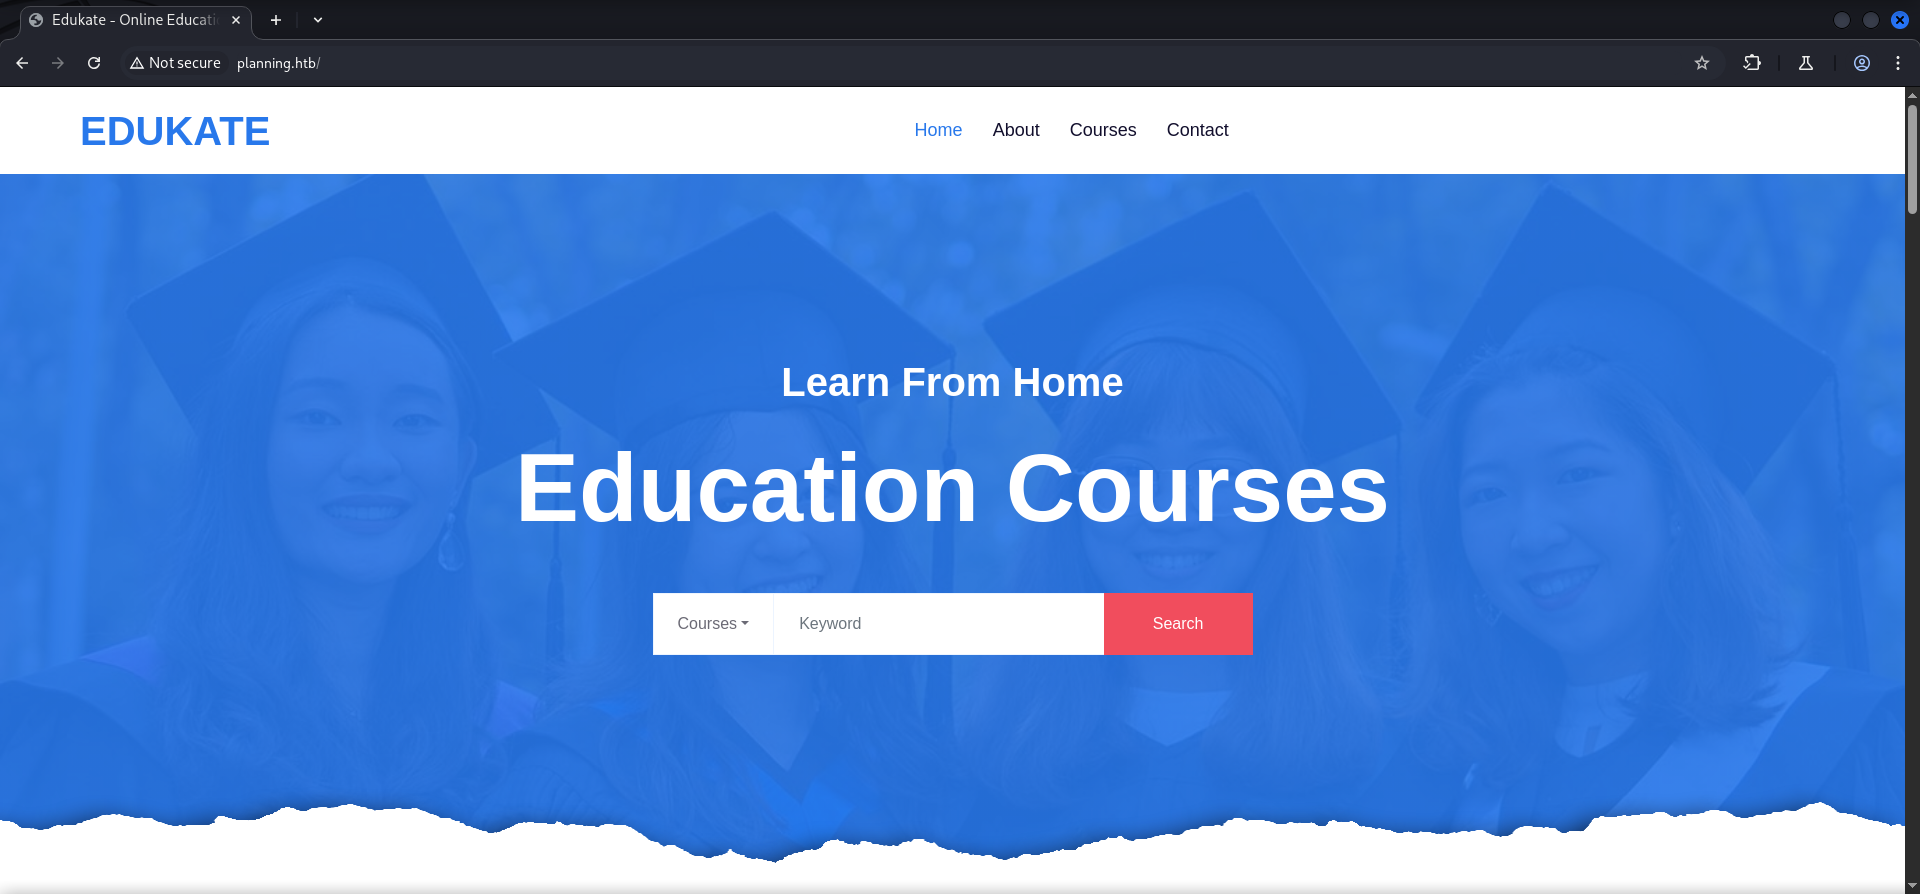 Edukate - Online Educati
Not secure planning.htb/
EDUKATE
Home About Courses Contact
Learn From Home
Education Courses
Courses Keyword Search